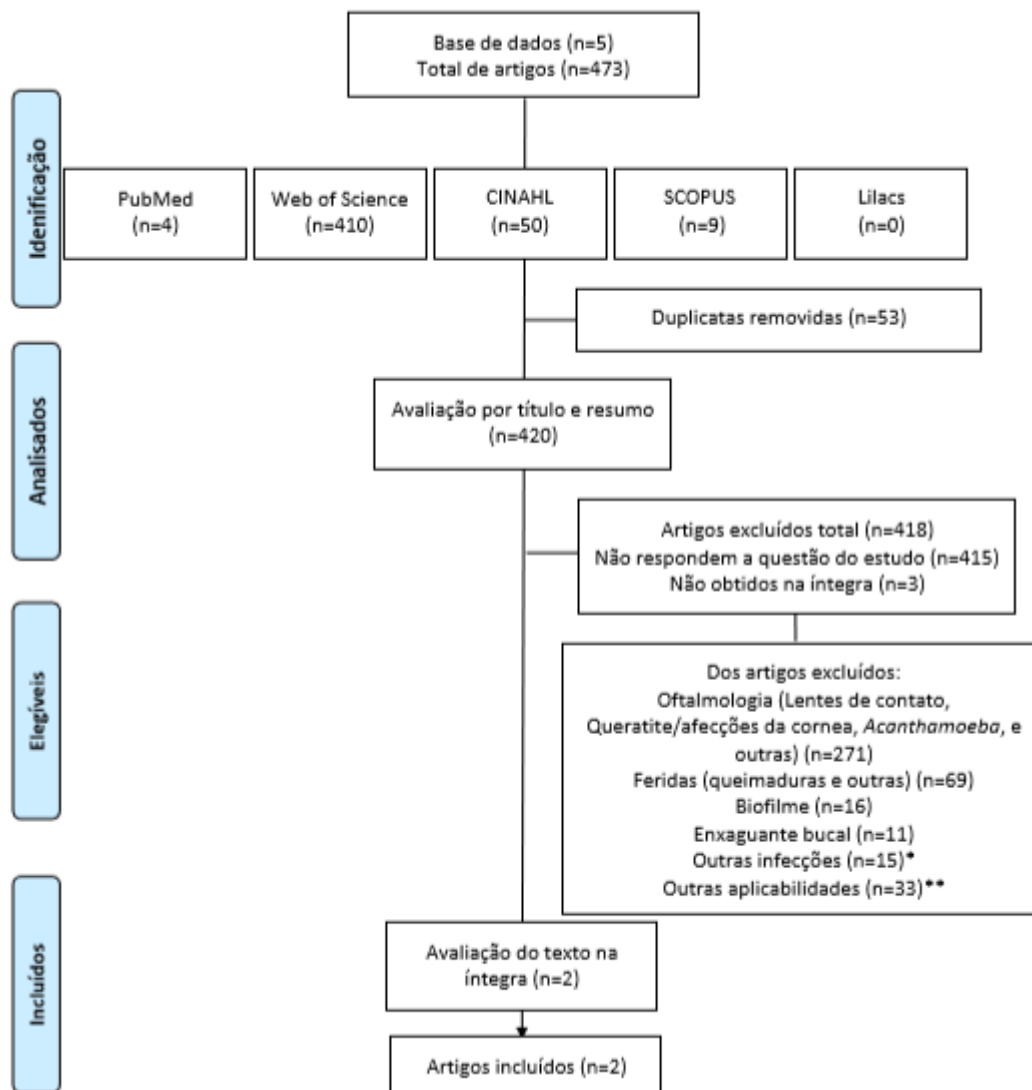 Base de dados (n=5)
Total de artigos (n=473)
Idenificação
PubMed
(n=4)
Web of Science
(n=410)
CINAHL
(n=50)
SCOPUS
(n=9)
Lilacs
(n=0)
Duplicatas removidas (n=53)
Analisados
Avaliação por título e resumo
(n=420)
Artigos excluídos total (n=418)
Não respondem a questão do estudo (n=415)
Não obtidos na íntegra (n=3)
Elegíveis
Dos artigos excluídos:
Oftalmologia (Lentes de contato,
Queratite/afecções da cornea, Acanthamoeba, e
outras) (n=271)
Feridas (queimaduras e outras) (n=69)
Biofilme (n=16)
Enxaguante bucal (n=11)
Outras infecções (n=15)*
Outras aplicabilidades (n=33)**
Incluídos
Avaliação do texto na
íntegra (n=2)
Artigos incluídos (n=2)